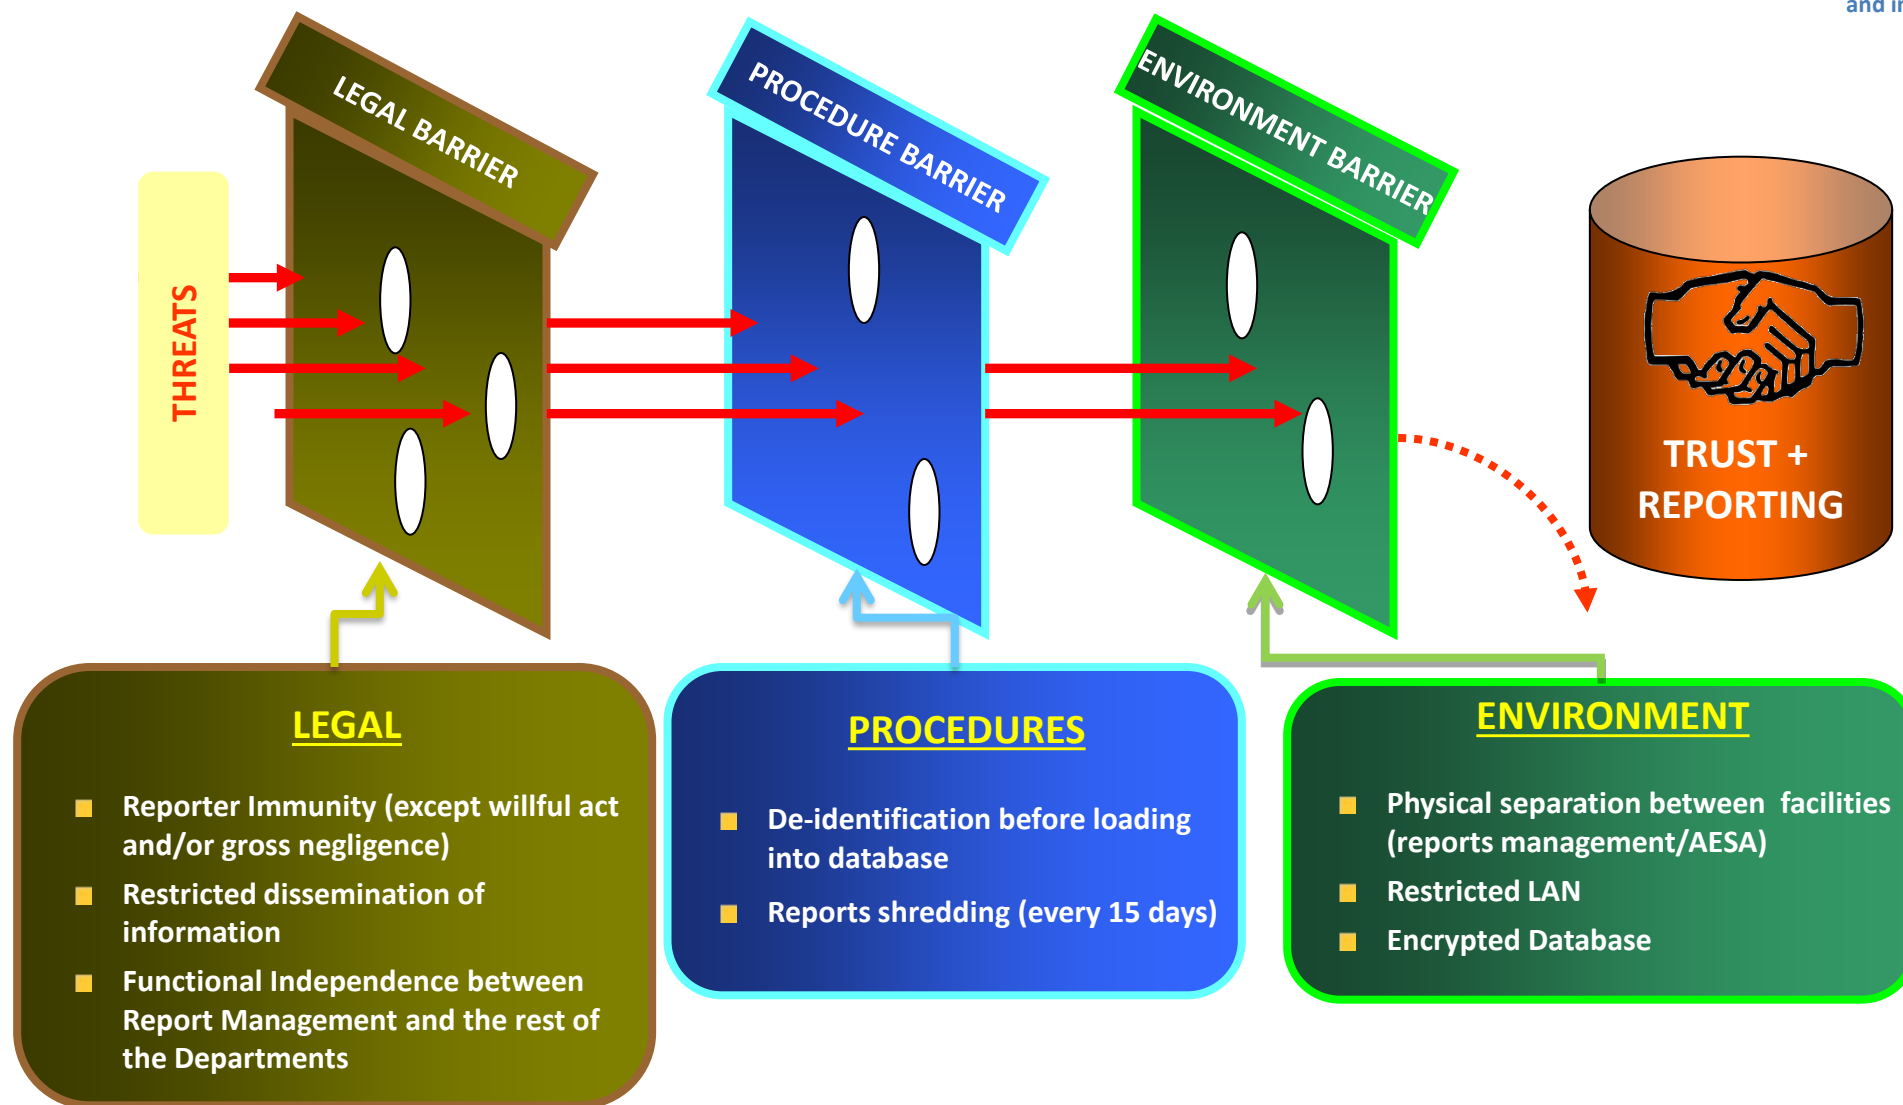 and in
LEGAL BARRIER
PROCEDURE BARRIER
ENVIRONMENT BARRIER
THREATS
TRUST +
REPORTING
LEGAL
Reporter Immunity (except willful act
and/or gross negligence)
Restricted dissemination of
information
Functional Independence between
Report Management and the rest of
the Departments
PROCEDURES
De-identification before loading
into database
Reports shredding (every 15 days)
ENVIRONMENT
Physical separation between facilities
(reports management/AESA)
Restricted LAN
Encrypted Database